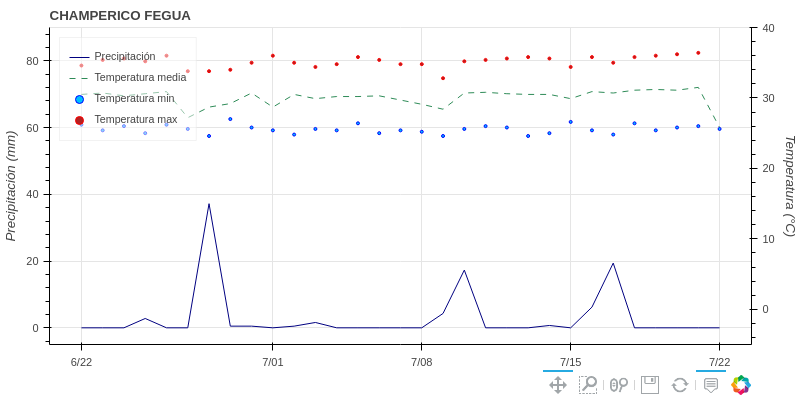 CHAMPERICO FEGUA
Precipitación
Temperatura media
Temperatura min
Temperatura max
Precipitación (mm)
80
60
40
20
0
Temperatura (°C)
40
30
20
10
0
6/22
7/01
7/08
7/15
7/22